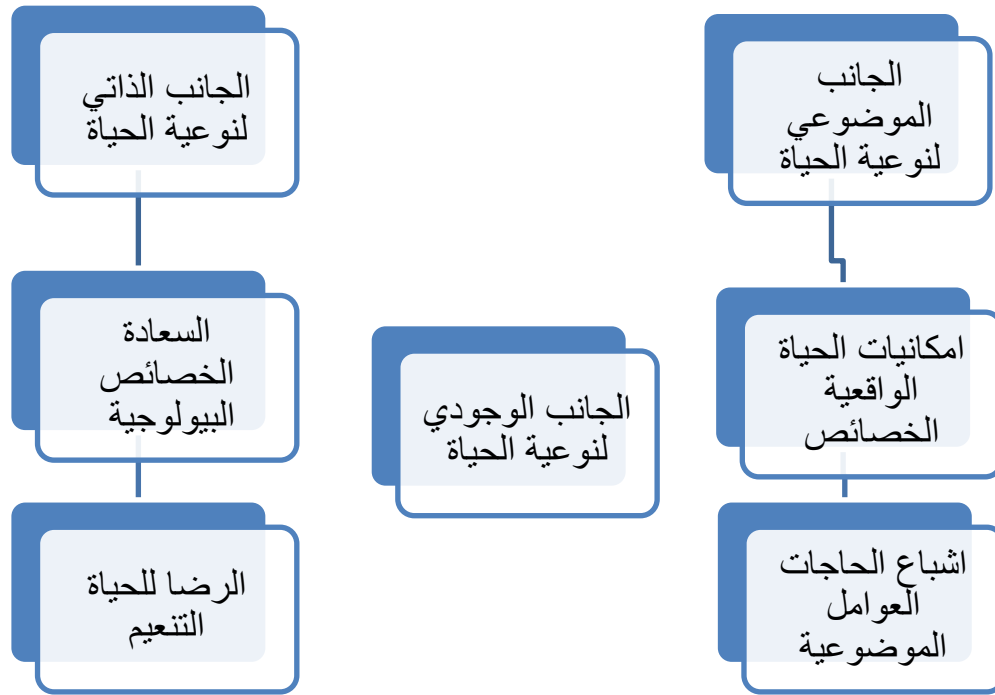 الجانب
الموضوعي
لنوعية الحياة
امكانيات الحياة
الواقعية
الخصائص
اشباع الحاجات
العوامل
الموضوعية
الجانب الوجودي
لنوعية الحياة
الجانب الذاتي
لنوعية الحياة
السعادة
الخصائص
البيولوجية
الرضا للحياة
التنعيم